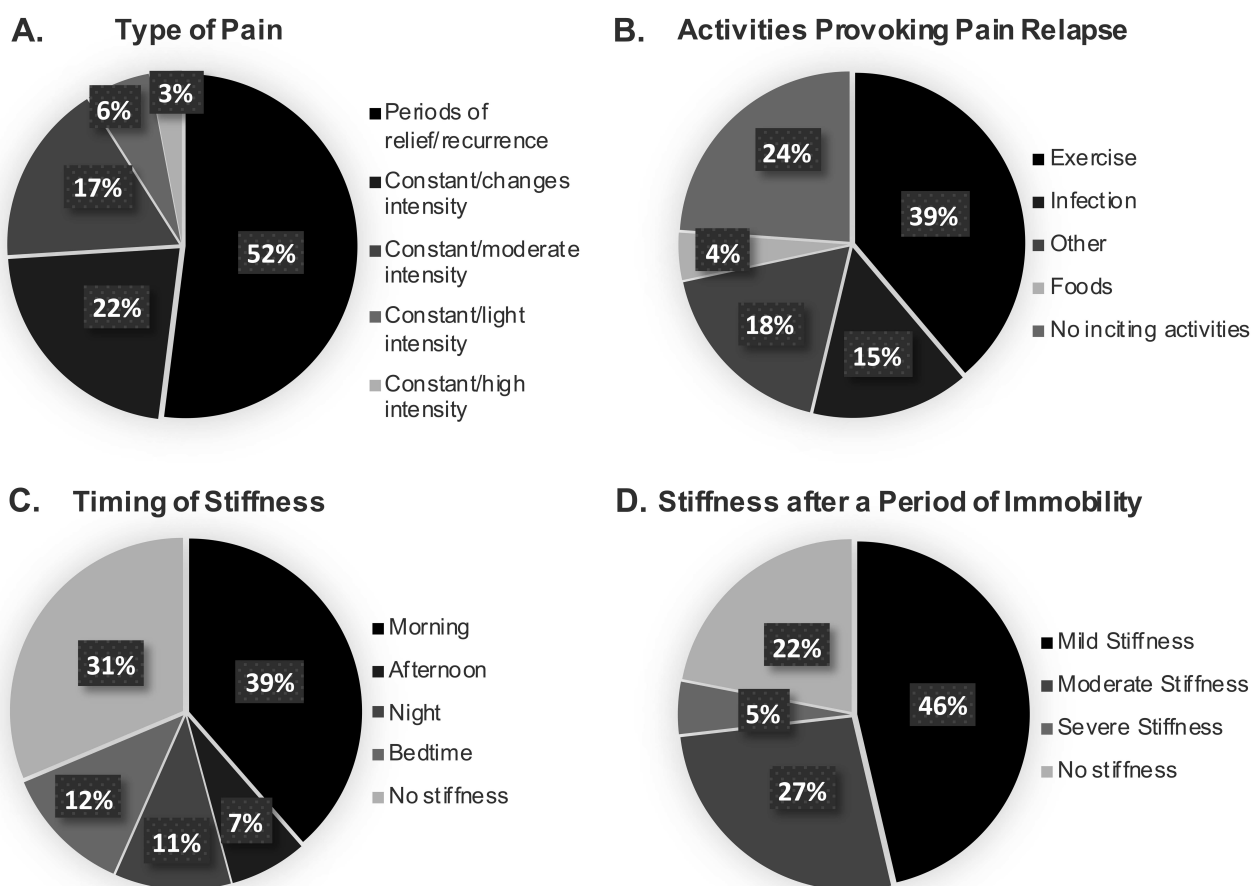 A. Type of Pain
3%
6%
17%
52%
22%
Periods of
relief/recurrence
Constant/changes
intensity
Constant/moderate
intensity
Constant/light
intensity
Constant/high
intensity
B. Activities Provoking Pain Relapse
24%
39%
4%
18%
15%
Exercise
Infection
Other
Foods
No inciting activities
C. Timing of Stiffness
31%
39%
12%
7%
11%
Morning
Afternoon
Night
Bedtime
No stiffness
D. Stiffness after a Period of Immobility
22%
46%
5%
27%
Mild Stiffness
Moderate Stiffness
Severe Stiffness
No stiffness